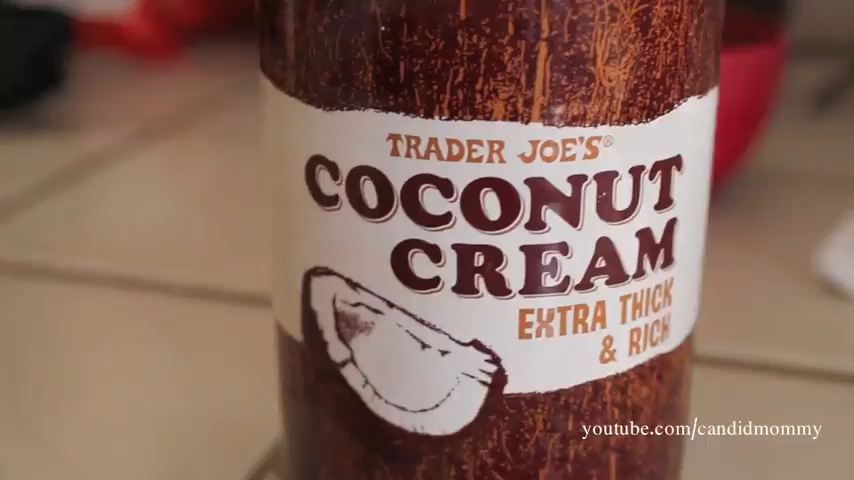 TRADER JOE'S®
COCONUT
CREAM
EXTRA THICK
& RICH
youtube.com/candidmommy